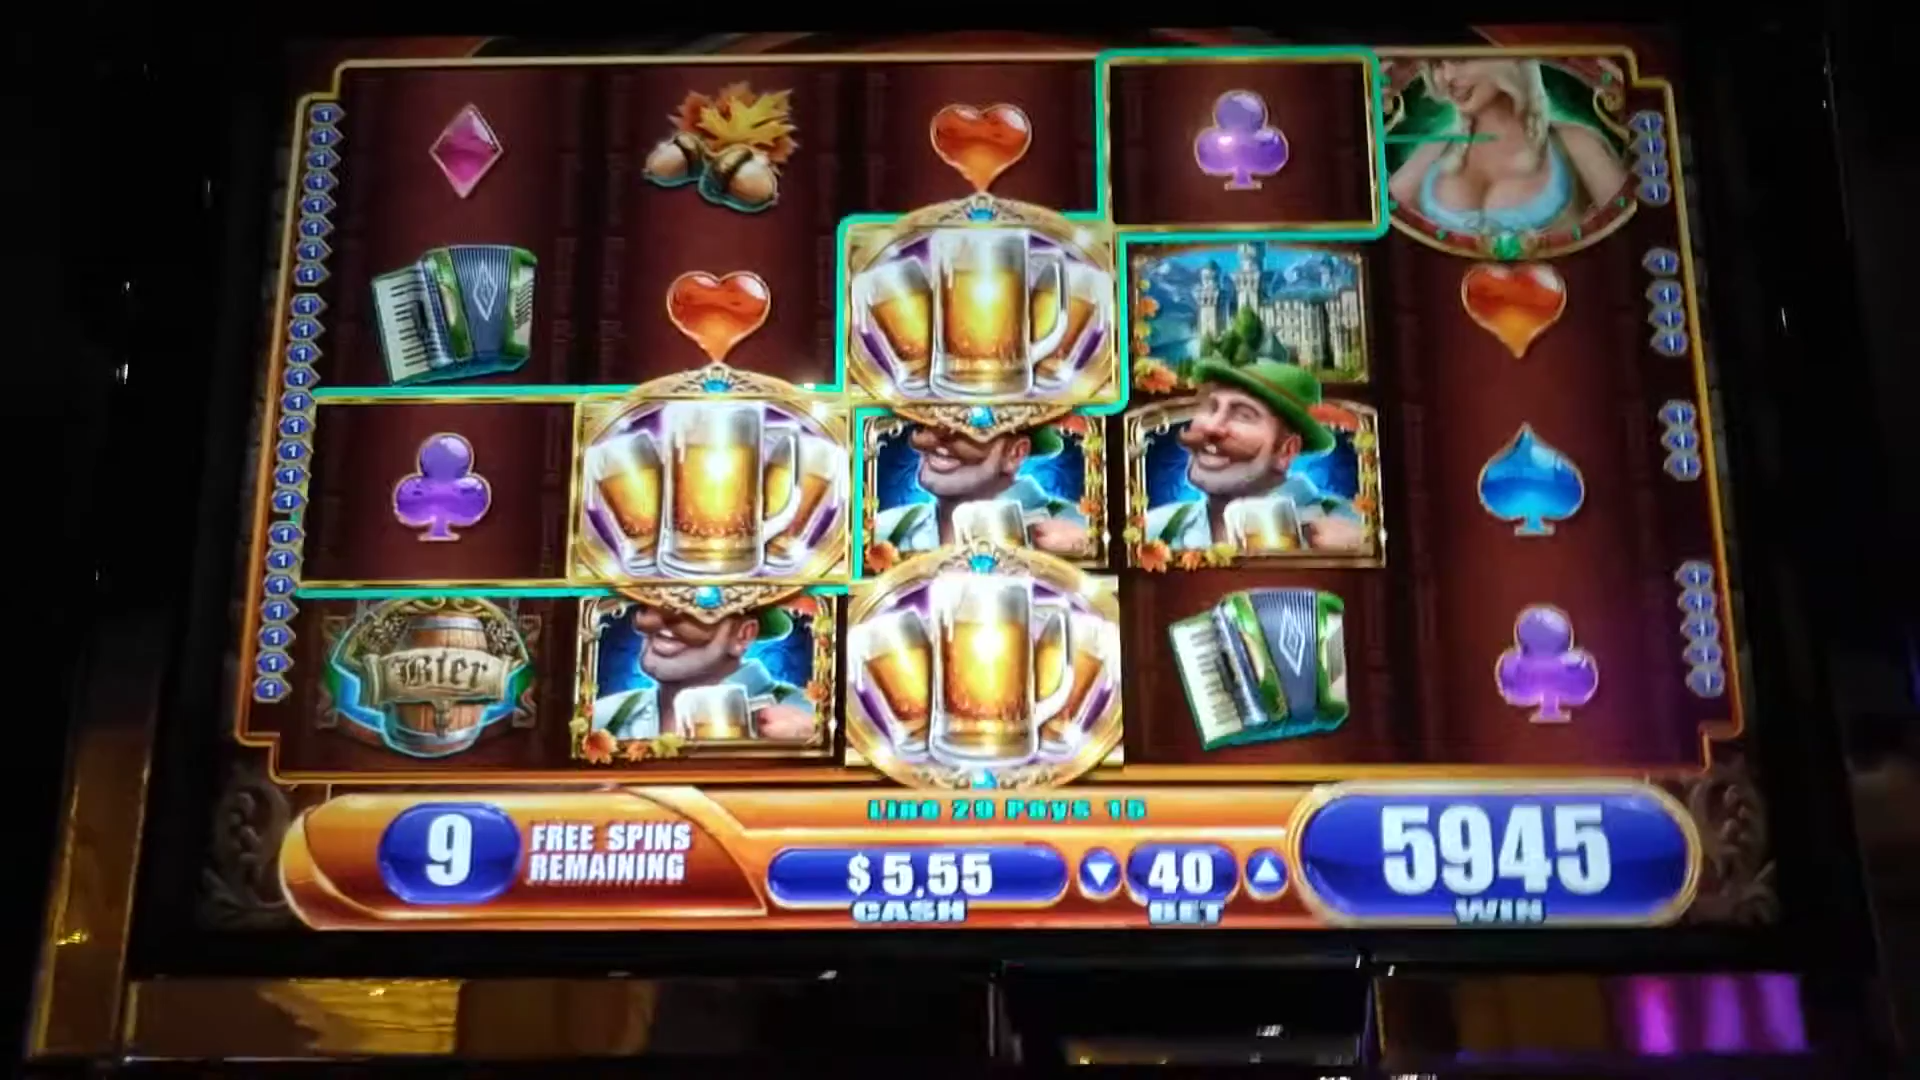 Bier
Line 29 Pays 15
9
FREE SPINS
REMAINING
$5.55
CASH
40
BET
5945
WIN